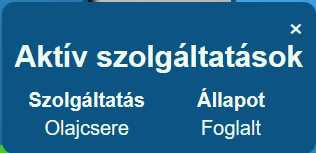 ×
Aktív szolgáltatások
Szolgáltatás Állapot
Olajcsere Foglalt